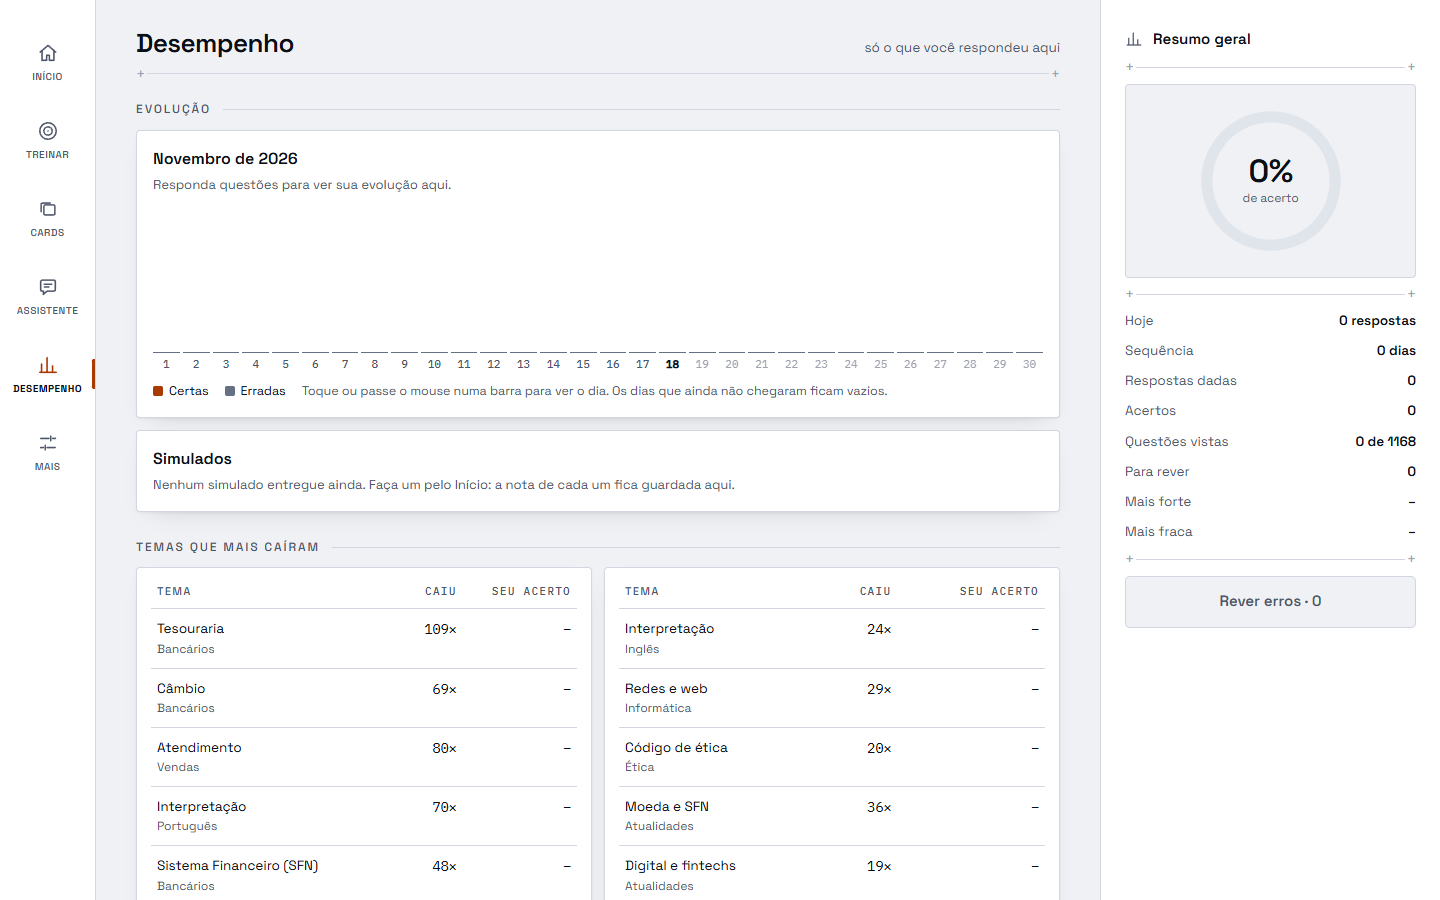 INÍCIO
TREINAR
CARDS
ASSISTENTE
DESEMPENHO
MAIS
Desempenho
só o que você respondeu aqui
EVOLUÇÃO
Novembro de 2026
Responda questões para ver sua evolução aqui.
1 2 3 4 5 6 7 8 9 10 11 12 13 14 15 16 17 18 19 20 21 22 23 24 25 26 27 28 29 30
Certas Erradas Toque ou passe o mouse numa barra para ver o dia. Os dias que ainda não chegaram ficam vazios.
Simulados
Nenhum simulado entregue ainda. Faça um pelo Início: a nota de cada um fica guardada aqui.
TEMAS QUE MAIS CAÍRAM
TEMA CAIU SEU ACERTO
Tesouraria 109× –
Bancários
Câmbio 69× –
Bancários
Atendimento 80× –
Vendas
Interpretação 70× –
Português
Sistema Financeiro (SFN) 48× –
Bancários
TEMA CAIU SEU ACERTO
Interpretação 24× –
Inglês
Redes e web 29× –
Informática
Código de ética 20× –
Ética
Moeda e SFN 36× –
Atualidades
Digital e fintechs 19× –
Atualidades
Resumo geral
0%
de acerto
Hoje 0 respostas
Sequência 0 dias
Respostas dadas 0
Acertos 0
Questões vistas 0 de 1168
Para rever 0
Mais forte –
Mais fraca –
Rever erros · 0